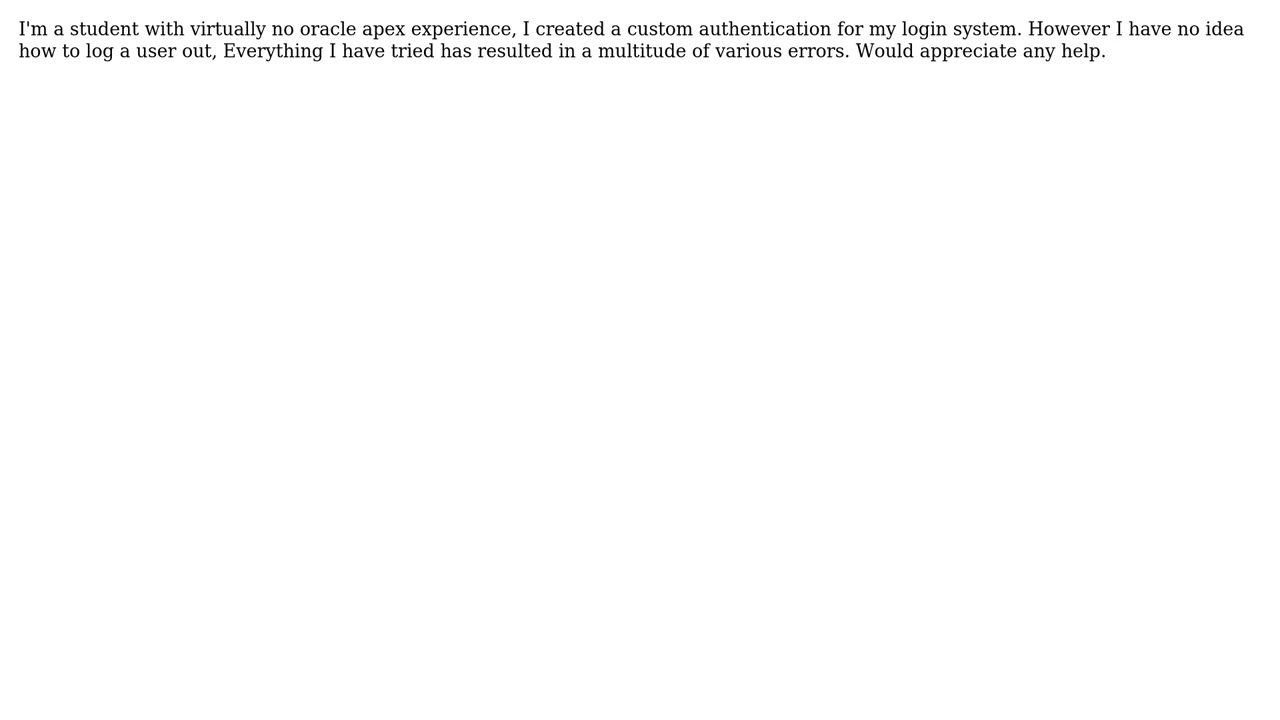 I'm a student with virtually no oracle apex experience, I created a custom authentication for my login system. However I have no idea
how to log a user out, Everything I have tried has resulted in a multitude of various errors. Would appreciate any help.